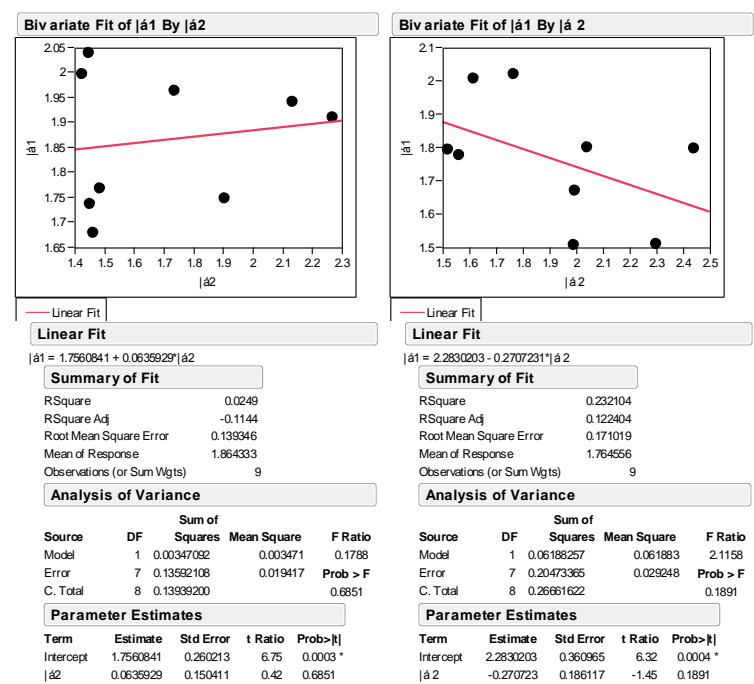 Biv ariate Fit of |á1 By |á2
2.05
2
1.95
1.9
1.85
1.8
1.75
1.7
1.65
|á1
1.4 1.5 1.6 1.7 1.8 1.9 2 2.1 2.2 2.3
|á2
Linear Fit
Linear Fit
|á1 = 1.7560841 + 0.0635929*|á2
Summary of Fit
RSquare 0.0249
RSquare Adj -0.1144
Root Mean Square Error 0.139346
Mean of Response 1.864333
Observations (or Sum Wgts) 9
Analysis of Variance
Sum of
Source DF Squares Mean Square F Ratio
Model 1 0.00347092 0.003471 0.1788
Error 7 0.13592108 0.019417 Prob > F
C. Total 8 0.13939200 0.6851
Parameter Estimates
Term Estimate Std Error t Ratio Prob>|t|
Intercept 1.7560841 0.260213 6.75 0.0003 *
|á2 0.0635929 0.150411 0.42 0.6851
Biv ariate Fit of |á1 By |á 2
2.1
2
1.9
1.8
1.7
1.6
1.5
|á1
1.5 1.6 1.7 1.8 1.9 2 2.1 2.2 2.3 2.4 2.5
|á 2
Linear Fit
Linear Fit
|á1 = 2.2830203 - 0.2707231*|á 2
Summary of Fit
RSquare 0.232104
RSquare Adj 0.122404
Root Mean Square Error 0.171019
Mean of Response 1.764556
Observations (or Sum Wgts) 9
Analysis of Variance
Sum of
Source DF Squares Mean Square F Ratio
Model 1 0.06188257 0.061883 2.1158
Error 7 0.20473365 0.029248 Prob > F
C. Total 8 0.26661622 0.1891
Parameter Estimates
Term Estimate Std Error t Ratio Prob>|t|
Intercept 2.2830203 0.360965 6.32 0.0004 *
|á 2 -0.270723 0.186117 -1.45 0.1891